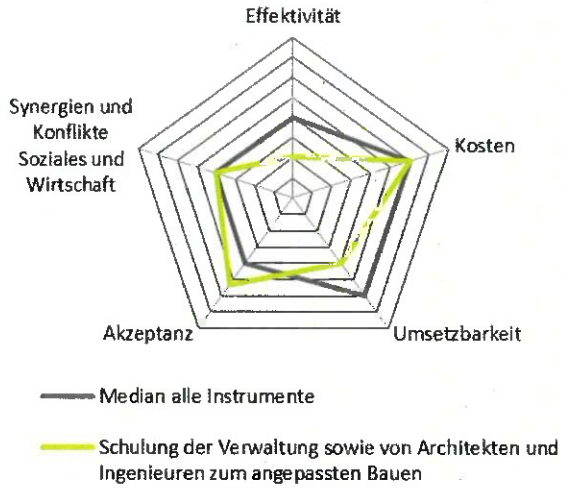 Effektivität
Synergien und
Konflikte
Soziales und
Wirtschaft
Kosten
Akzeptanz
Umsetzbarkeit
Median alle Instrumente
Schulung der Verwaltung sowie von Architekten und
Ingenieuren zum angepassten Bauen